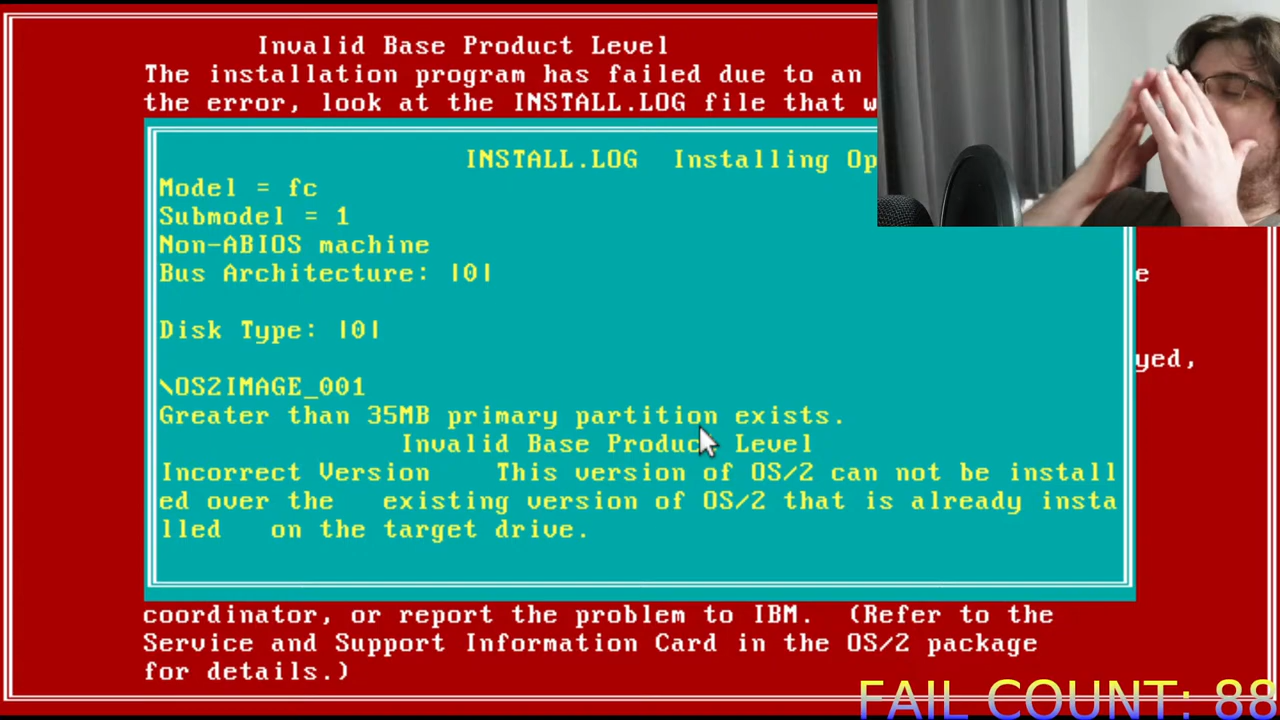 Invalid Base Product Level
The installation program has failed due to an
the error, look at the INSTALL.LOG file that
INSTALL.LOG Installing
Model = fc
Submodel = 1
Non-ABIOS machine
Bus Architecture: |0|
e
Disk Type: |0|
yed,
\OS2IMAGE_001
Greater than 35MB primary partition exists.
Invalid Base Product Level
Incorrect Version This version of OS/2 can not be install
ed over the existing version of OS/2 that is already insta
lled on the target drive.
coordinator, or report the problem to IBM. (Refer to the
Service and Support Information Card in the OS/2 package
for details.)
FAIL COUNT: 88